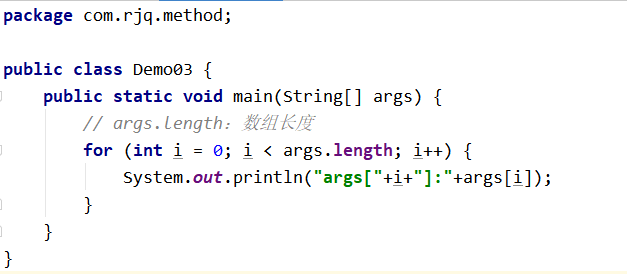 package com.rjq.method;
public class Demo03 {
public static void main(String[] args) {
// args.length：数组长度
for (int i = 0; i < args.length; i++) {
System.out.println("args["+i+"]:"+args[i]);
}
}
}